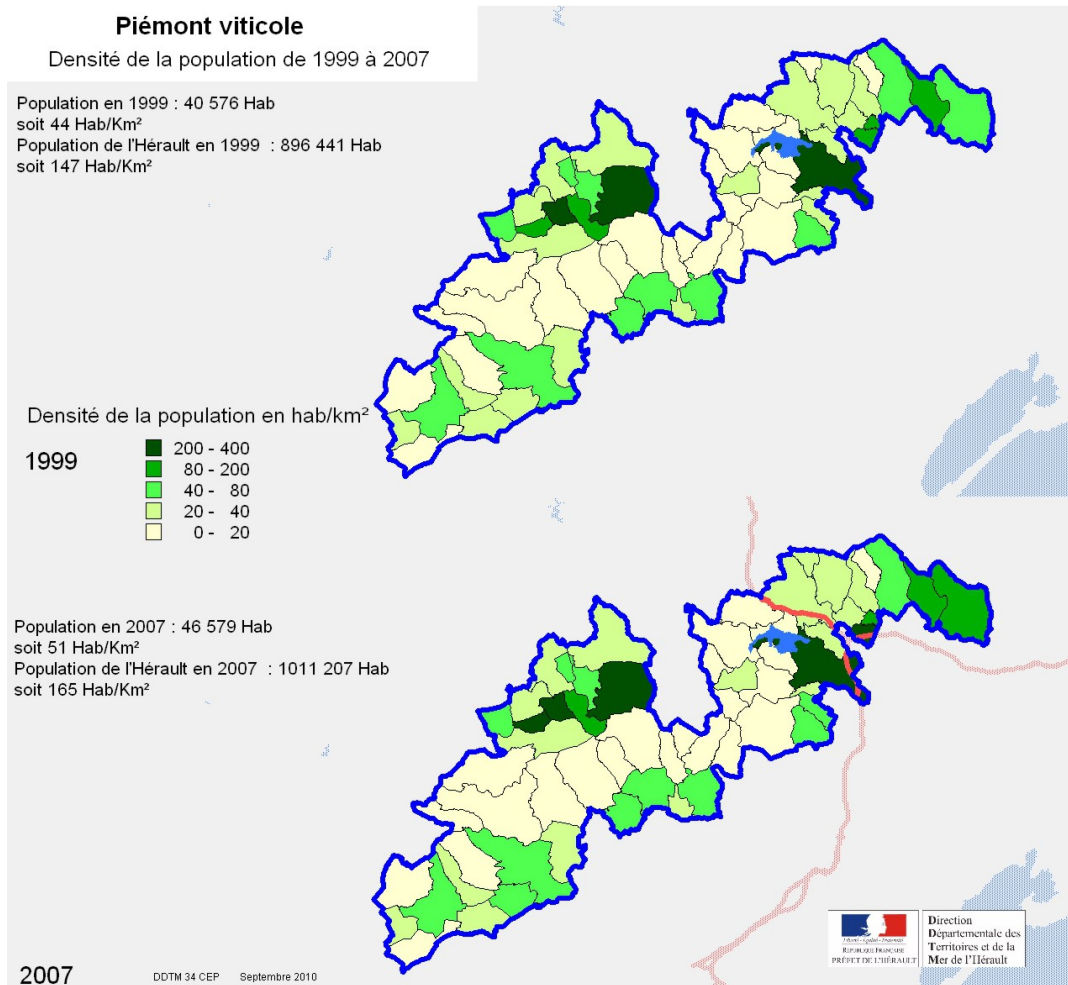 Piémont viticole
Densité de la population de 1999 à 2007
Population en 1999 : 40 576 Hab
soit 44 Hab/Km²
Population de l'Hérault en 1999 : 896 441 Hab
soit 147 Hab/Km²
Densité de la population en hab/km²
1999
200 - 400
80 - 200
40 - 80
20 - 40
0 - 20
Population en 2007 : 46 579 Hab
soit 51 Hab/Km²
Population de l'Hérault en 2007 : 1011 207 Hab
soit 165 Hab/Km²
Liberté • Égalité • Fraternité
RÉPUBLIQUE FRANÇAISE
PRÉFET DE L'HÉRAULT
Direction
Départementale des
Territoires et de la
Mer de l'Hérault
2007
DDTM 34 CEP Septembre 2010